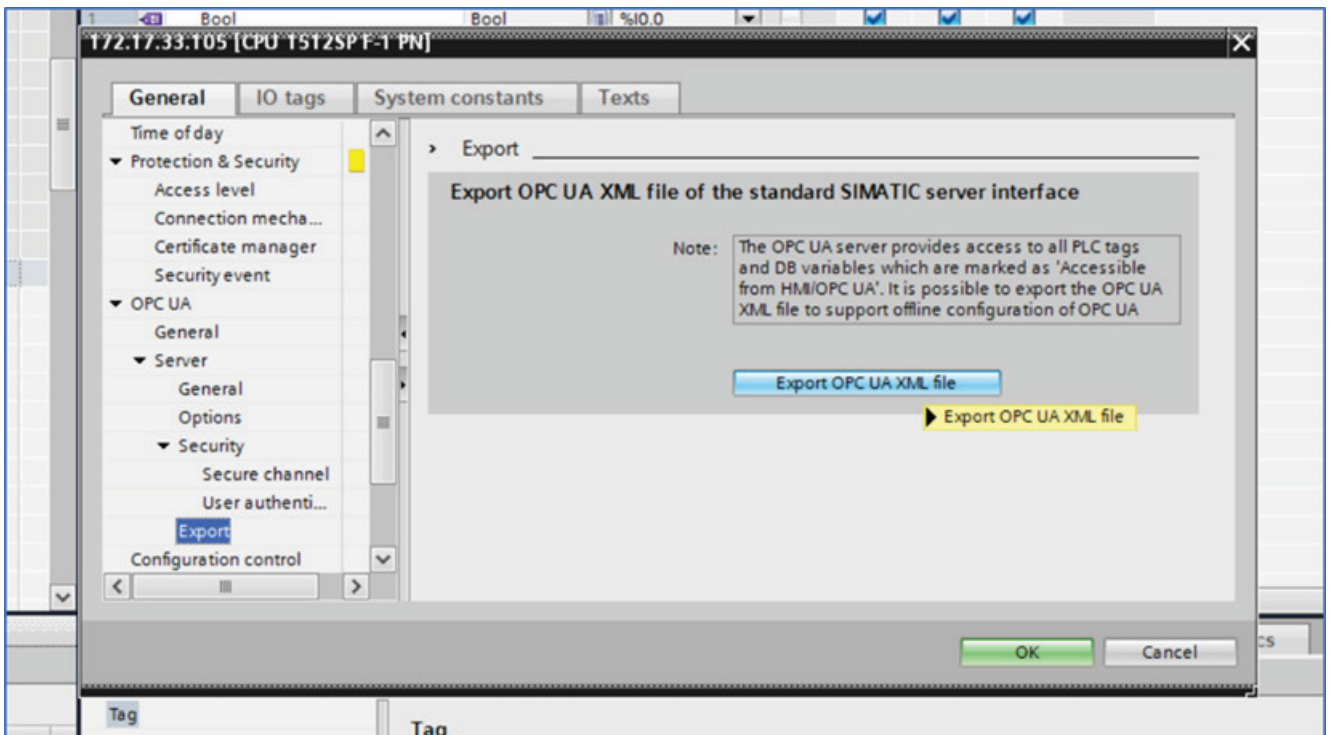 1 Bool Bool %I0.0
172.17.33.105 [CPU 1512SP F-1 PN]
General IO tags System constants Texts
Time of day
Protection & Security
Access level
Connection mecha...
Certificate manager
Security event
OPC UA
General
Server
General
Options
Security
Secure channel
User authenti...
Export
Configuration control
Export
Export OPC UA XML file of the standard SIMATIC server interface
Note: The OPC UA server provides access to all PLC tags
and DB variables which are marked as 'Accessible
from HMI/OPC UA'. It is possible to export the OPC UA
XML file to support offline configuration of OPC UA
Export OPC UA XML file
Export OPC UA XML file
OK Cancel
cs
Tag
Tag